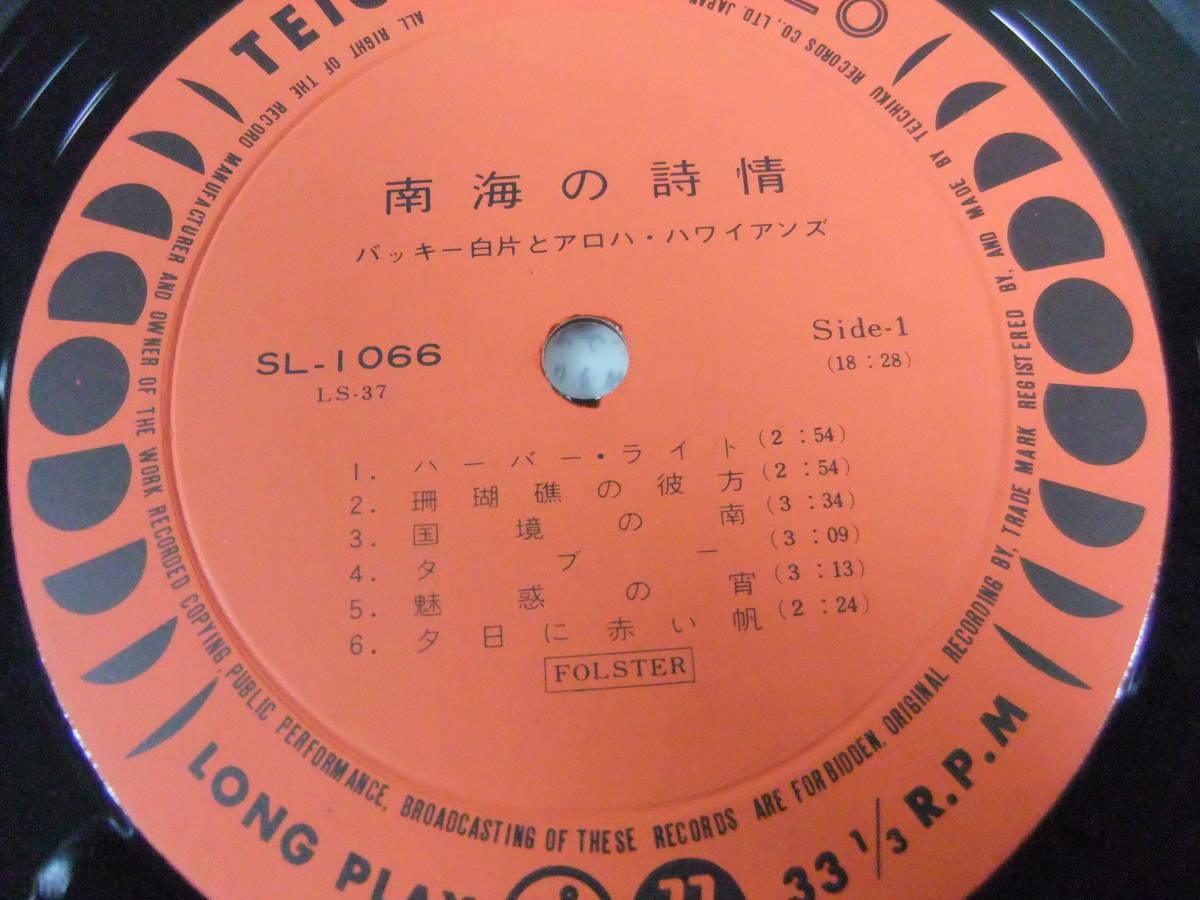 TEIC
ALL RIGHT OF THE RECORD MANUFACTURER AND OWNER OF THE WORK RECORDED COPYING, PUBLIC PERFORMANCE, BROADCASTING OF THESE RECORDS ARE FORBIDDEN. ORIGINAL RECORDING BY, TRADE MARK REGISTERED BY, AND MADE BY TEICHIKU RECORDS CO., LTD. JAPAN
南海の詩情
バッキー白片とアロハ・ハワイアンズ
SL-1066
LS-37
Side-1
(18:28)
1. ハーバー・ライト (2:54)
2. 珊瑚礁の彼方 (2:54)
3. 国境の南 (3:34)
4. タブー (3:09)
5. 魅惑の宵 (3:13)
6. 夕日に赤い帆 (2:24)
FOLSTER
LONG PLAY
33 1/3 R.P.M